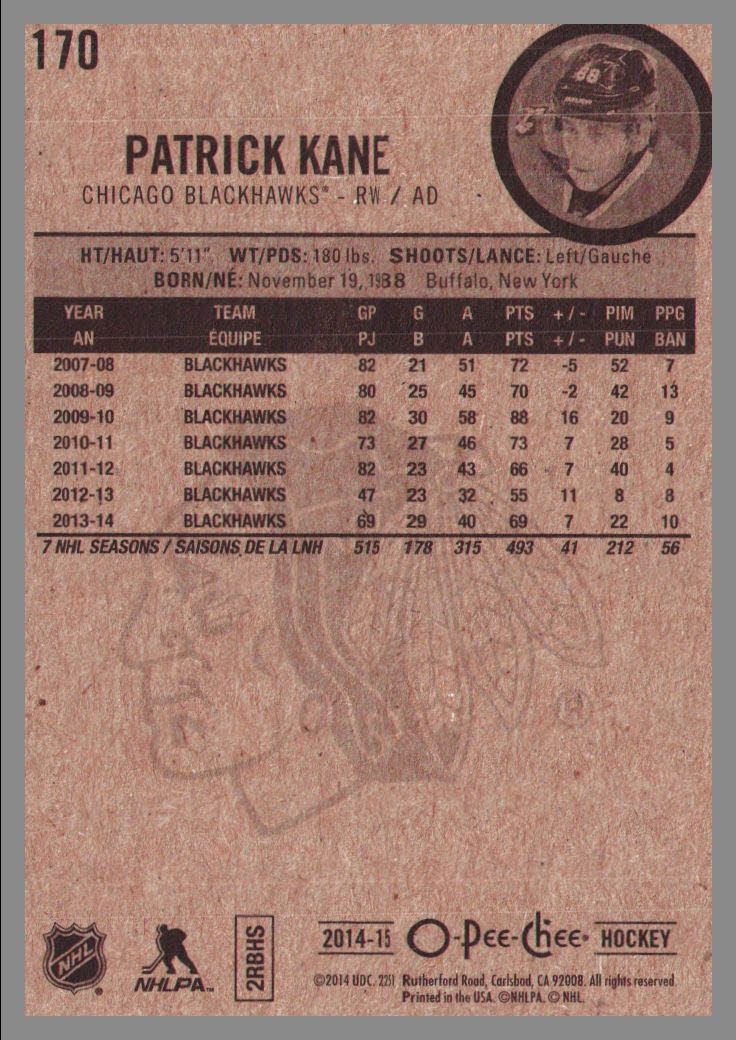 170
88
PATRICK KANE
CHICAGO BLACKHAWKS® - RW / AD
HT/HAUT: 5'11". WT/PDS: 180 lbs. SHOOTS/LANCE: Left/Gauche
BORN/NÉ: November 19, 1988 Buffalo, New York
YEAR TEAM GP G A PTS +/- PIM PPG
AN ÉQUIPE PJ B A PTS +/- PUN BAN
2007-08 BLACKHAWKS 82 21 51 72 -5 52 7
2008-09 BLACKHAWKS 80 25 45 70 -2 42 13
2009-10 BLACKHAWKS 82 30 58 88 16 20 9
2010-11 BLACKHAWKS 73 27 46 73 7 28 5
2011-12 BLACKHAWKS 82 23 43 66 7 40 4
2012-13 BLACKHAWKS 47 23 32 55 11 8 8
2013-14 BLACKHAWKS 69 29 40 69 7 22 10
7 NHL SEASONS / SAISONS DE LA LNH 515 178 315 493 41 212 56
®
NHL ®
NHLPA™
2RBHS
2014-15 O-Pee-Chee® HOCKEY
©2014 UDC. 2251 Rutherford Road, Carlsbad, CA 92008. All rights reserved.
Printed in the USA. ©NHLPA. © NHL.